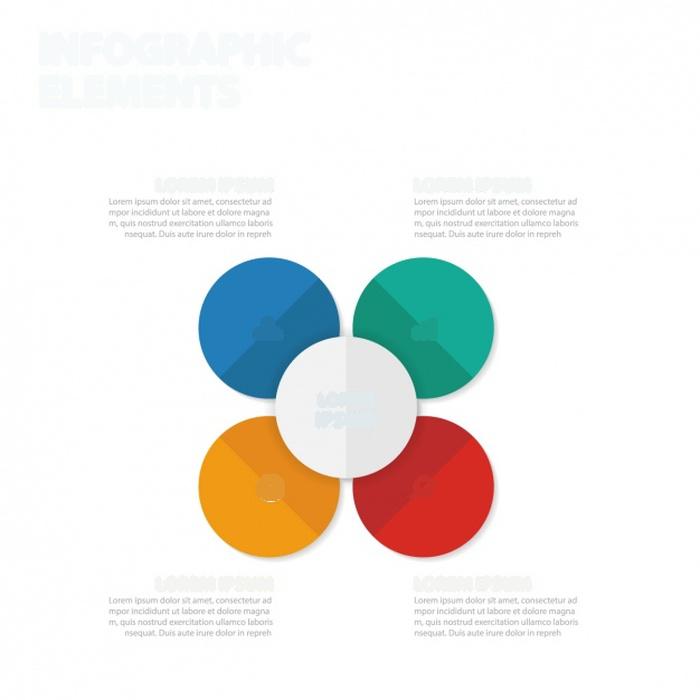 INFOGRAPHIC
ELEMENTS
LOREM IPSUM
Lorem ipsum dolor sit amet, consectetur ad
mpor incididunt ut labore et dolore magna
m, quis nostrud exercitation ullamco laboris
nsequat. Duis aute irure dolor in repreh
LOREM IPSUM
Lorem ipsum dolor sit amet, consectetur ad
mpor incididunt ut labore et dolore magna
m, quis nostrud exercitation ullamco laboris
nsequat. Duis aute irure dolor in repreh
LOREM
IPSUM
LOREM IPSUM
Lorem ipsum dolor sit amet, consectetur ad
mpor incididunt ut labore et dolore magna
m, quis nostrud exercitation ullamco laboris
nsequat. Duis aute irure dolor in repreh
LOREM IPSUM
Lorem ipsum dolor sit amet, consectetur ad
mpor incididunt ut labore et dolore magna
m, quis nostrud exercitation ullamco laboris
nsequat. Duis aute irure dolor in repreh